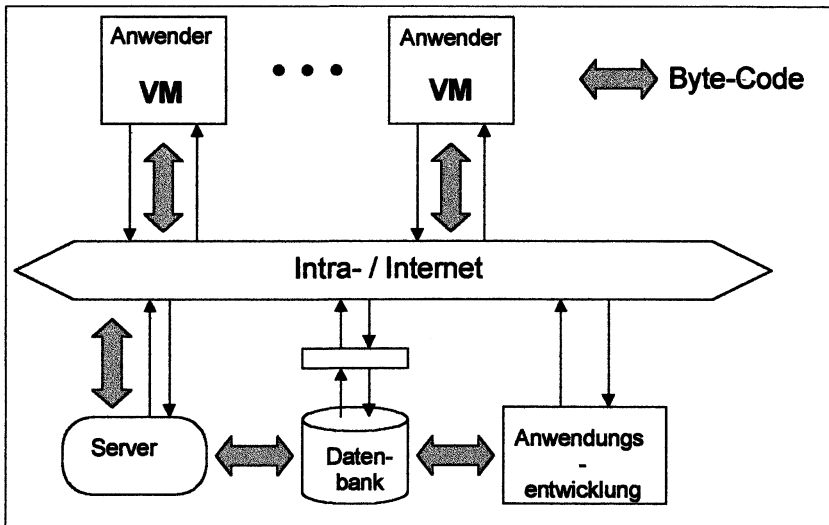 Anwender
VM
• • •
Anwender
VM
Byte-Code
Intra- / Internet
Server
Daten-
bank
Anwendungs
-
entwicklung